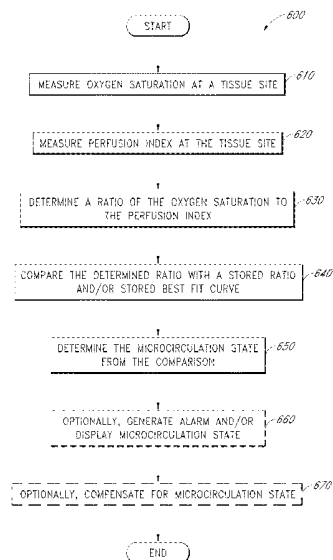 600
START
610
MEASURE OXYGEN SATURATION AT A TISSUE SITE
620
MEASURE PERFUSION INDEX AT THE TISSUE SITE
630
DETERMINE A RATIO OF THE OXYGEN SATURATION TO
THE PERFUSION INDEX
640
COMPARE THE DETERMINED RATIO WITH A STORED RATIO
AND/OR STORED BEST FIT CURVE
650
DETERMINE THE MICROCIRCULATION STATE
FROM THE COMPARISON
660
OPTIONALLY, GENERATE ALARM AND/OR
DISPLAY MICROCIRCULATION STATE
670
OPTIONALLY, COMPENSATE FOR MICROCIRCULATION STATE
END